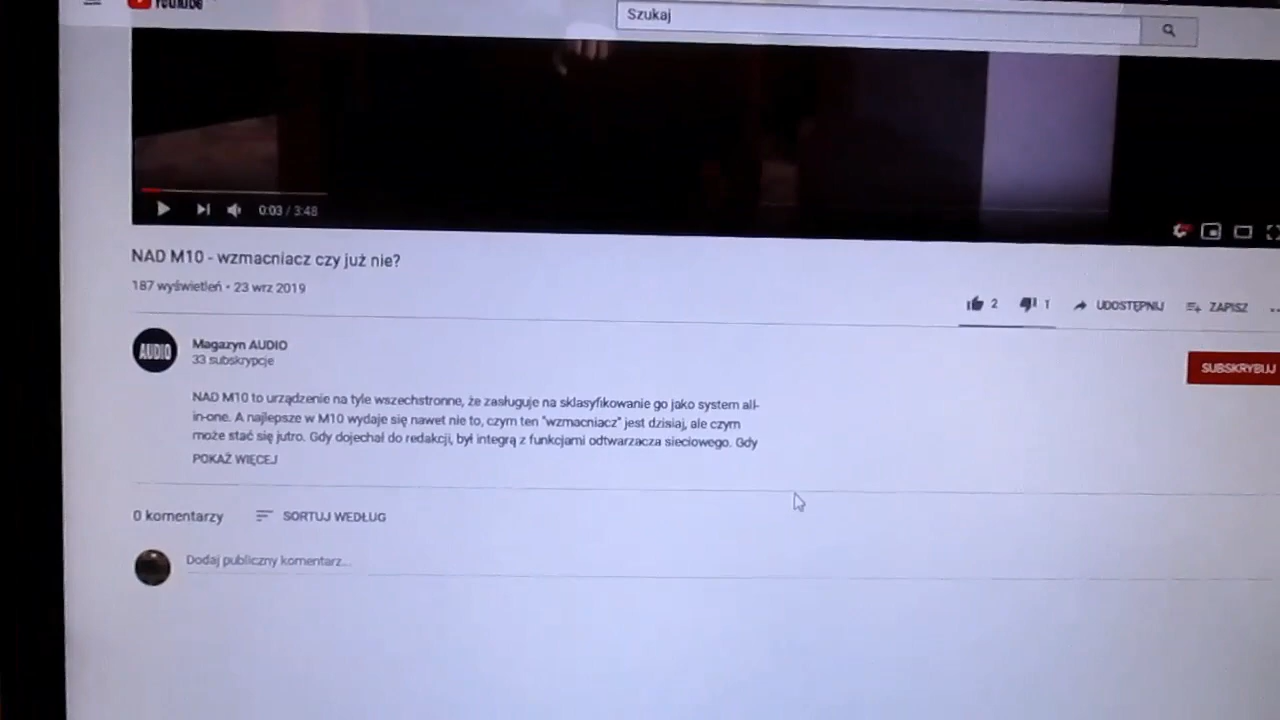 YouTube
Szukaj
0:03 / 3:48
NAD M10 - wzmacniacz czy już nie?
187 wyświetleń • 23 wrz 2019
2
1
UDOSTĘPNIJ
ZAPISZ
AUDIO
Magazyn AUDIO
33 subskrypcje
SUBSKRYBUJ
NAD M10 to urządzenie na tyle wszechstronne, że zasługuje na sklasyfikowanie go jako system all-
in-one. A najlepsze w M10 wydaje się nawet nie to, czym ten "wzmacniacz" jest dzisiaj, ale czym
może stać się jutro. Gdy dojechał do redakcji, był integrą z funkcjami odtwarzacza sieciowego. Gdy
POKAŻ WIĘCEJ
0 komentarzy
SORTUJ WEDŁUG
Dodaj publiczny komentarz...